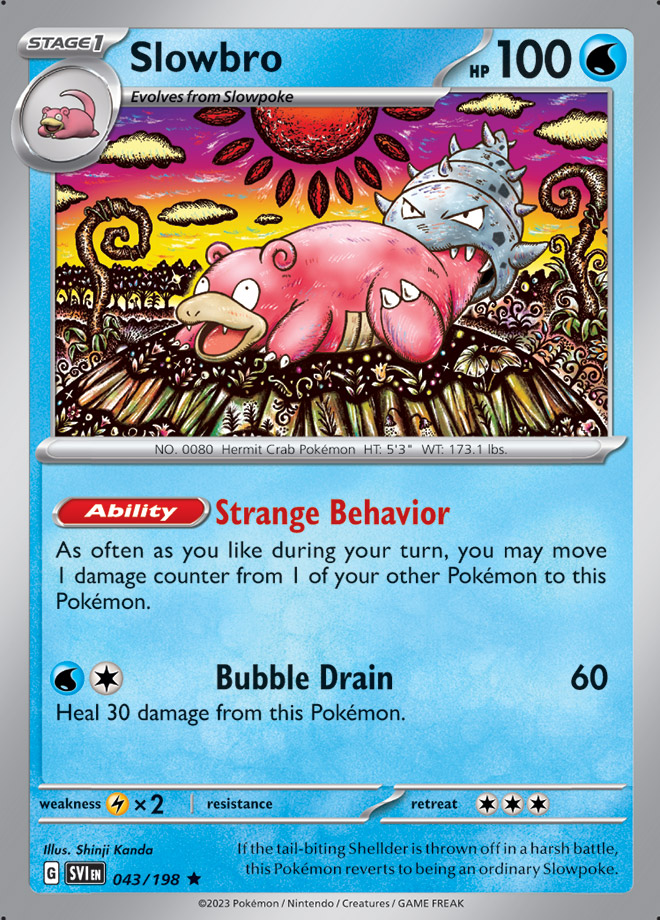 STAGE1
Slowbro
HP 100
Evolves from Slowpoke
NO. 0080 Hermit Crab Pokémon HT: 5'3" WT: 173.1 lbs.
Ability Strange Behavior
As often as you like during your turn, you may move
1 damage counter from 1 of your other Pokémon to this
Pokémon.
Bubble Drain 60
Heal 30 damage from this Pokémon.
weakness ×2 resistance retreat
Illus. Shinji Kanda
If the tail-biting Shellder is thrown off in a harsh battle,
this Pokémon reverts to being an ordinary Slowpoke.
G SVI EN 043/198 ★
©2023 Pokémon / Nintendo / Creatures / GAME FREAK